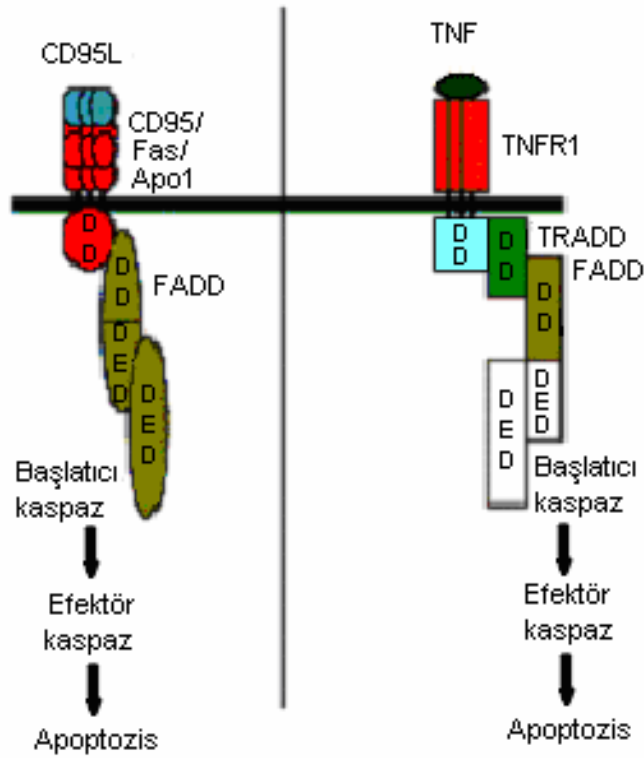 CD95L
CD95/
Fas/
Apo1
D
D
D
D
FADD
D
E
D
D
E
D
Başlatıcı
kaspaz
Efektör
kaspaz
Apoptozis
TNF
TNFR1
D
D
D
D
TRADD
FADD
D
D
D
E
D
D
E
D
Başlatıcı
kaspaz
Efektör
kaspaz
Apoptozis